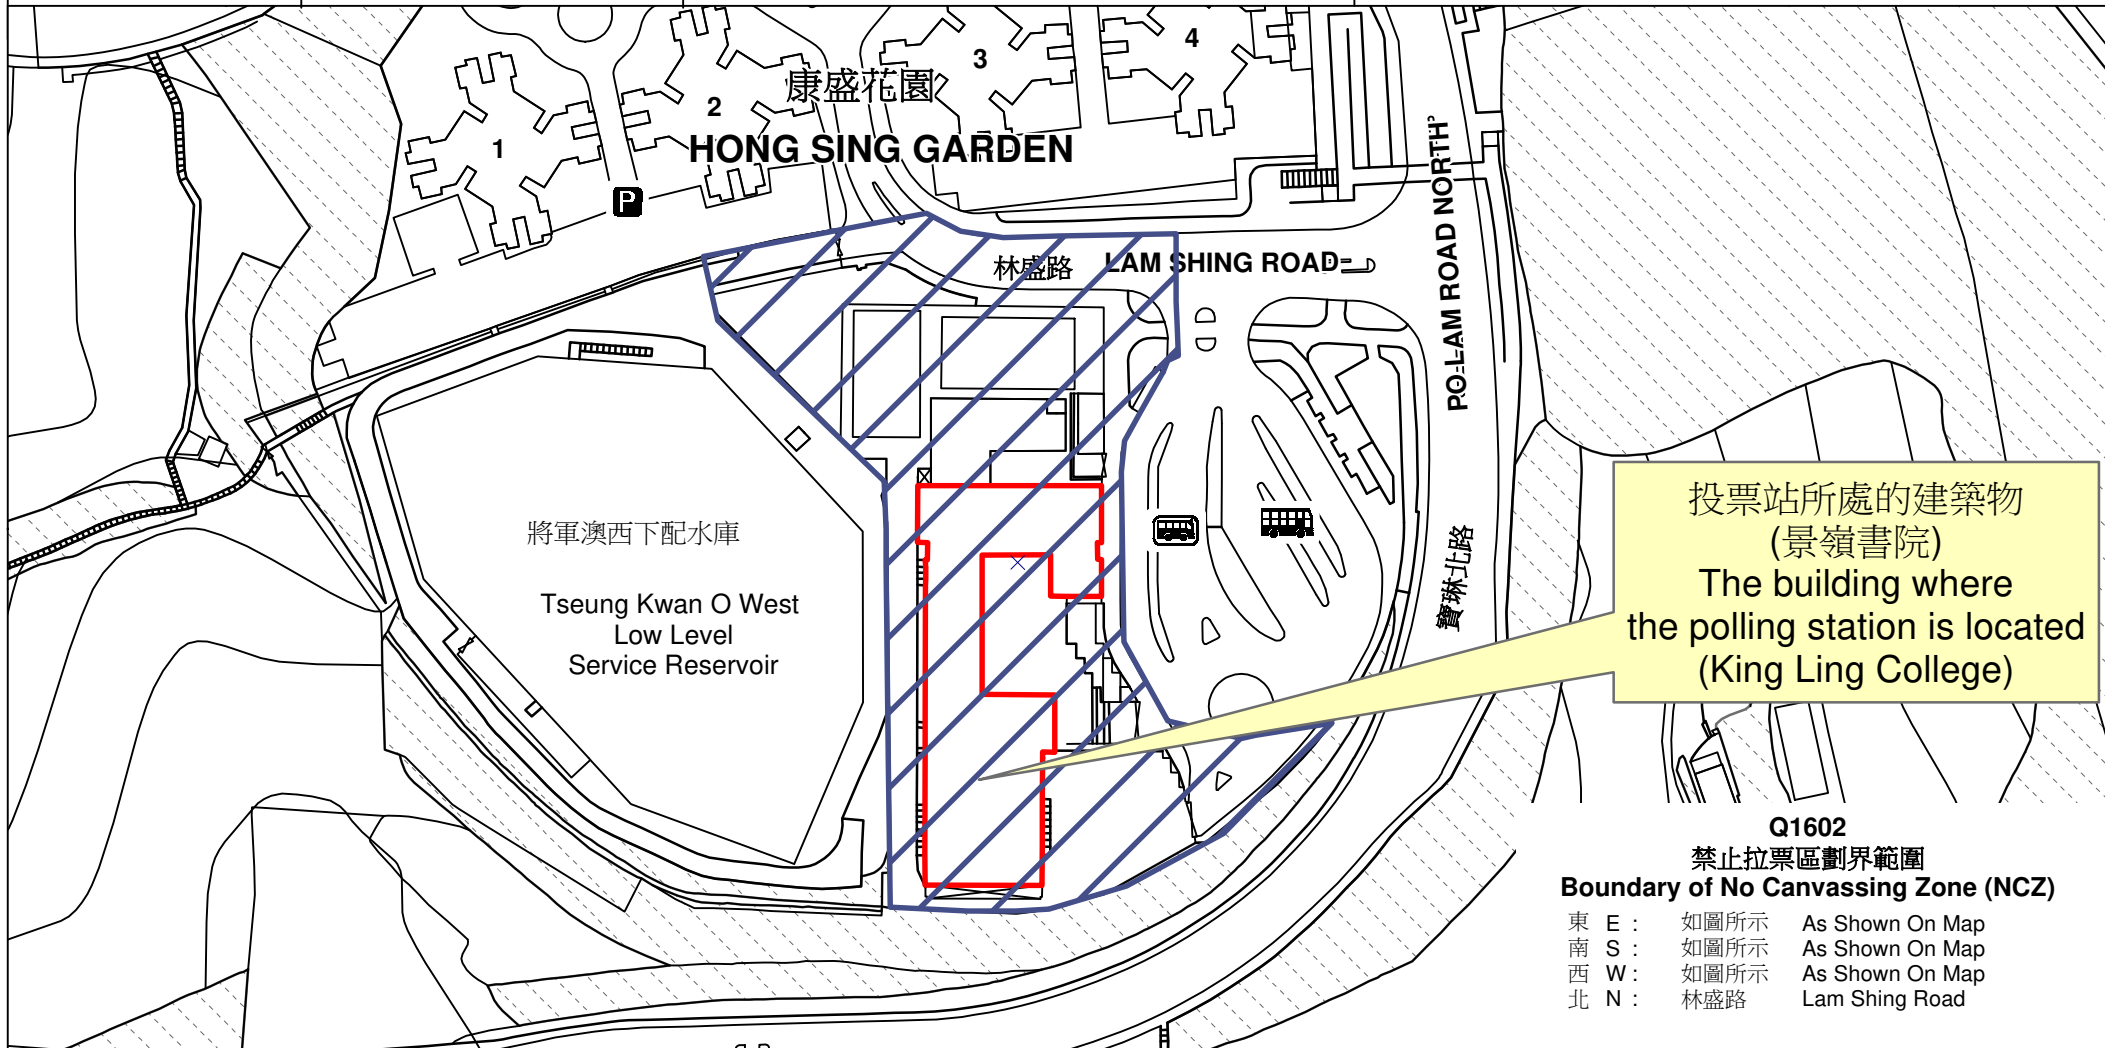 1
2
3
4
康盛花園
HONG SING GARDEN
P
林盛路 LAM SHING ROAD
PO LAM ROAD NORTH
寶琳北路
將軍澳西下配水庫
Tseung Kwan O West
Low Level
Service Reservoir
投票站所處的建築物
(景嶺書院)
The building where
the polling station is located
(King Ling College)
Q1602
禁止拉票區劃界範圍
Boundary of No Canvassing Zone (NCZ)
東 E : 如圖所示 As Shown On Map
南 S : 如圖所示 As Shown On Map
西 W : 如圖所示 As Shown On Map
北 N : 林盛路 Lam Shing Road